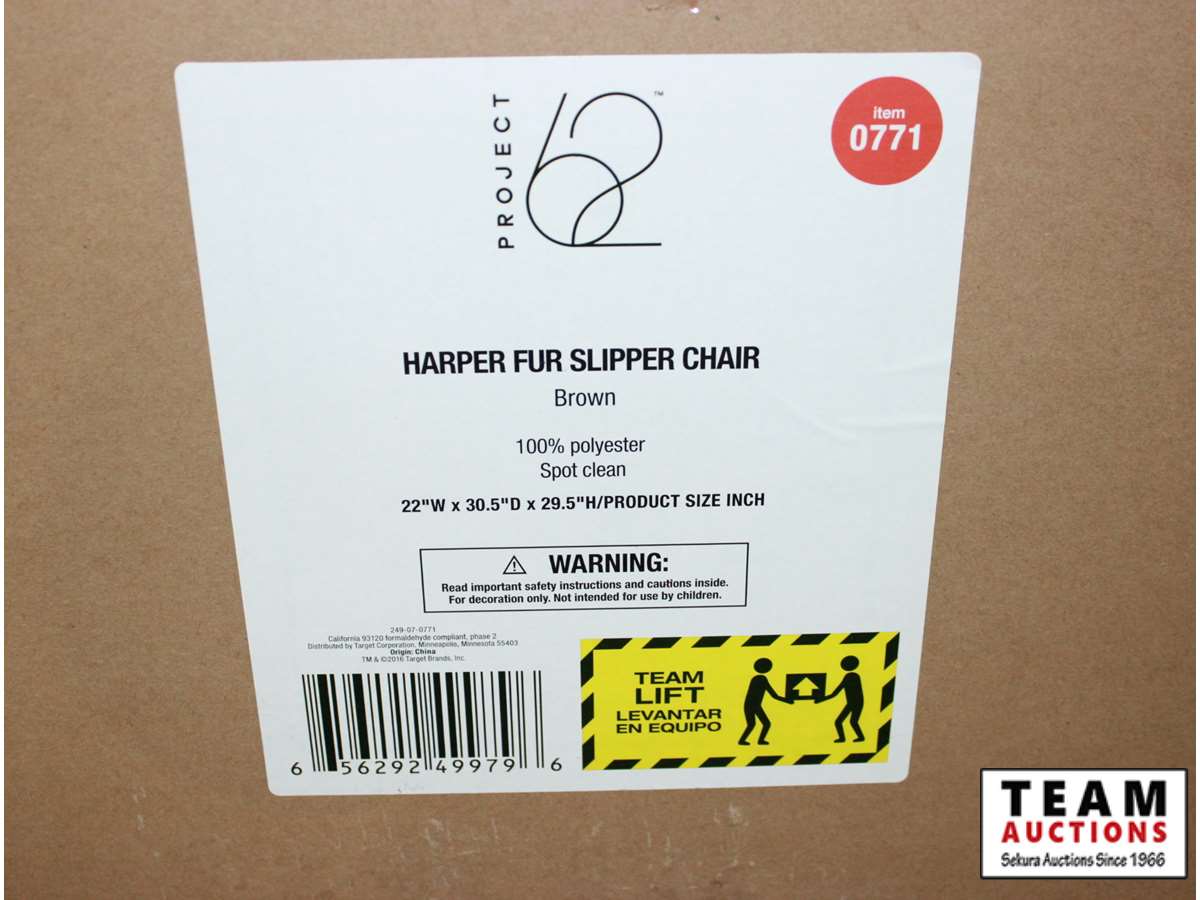 PROJECT
62™
item
0771
HARPER FUR SLIPPER CHAIR
Brown
100% polyester
Spot clean
22"W x 30.5"D x 29.5"H/PRODUCT SIZE INCH
WARNING:
Read important safety instructions and cautions inside.
For decoration only. Not intended for use by children.
249-07-0771
California 93120 formaldehyde compliant, phase 2
Distributed by Target Corporation, Minneapolis, Minnesota 55403
Origin: China
TM & ©2016 Target Brands, Inc.
6 56292 49979 6
TEAM
LIFT
LEVANTAR
EN EQUIPO
TEAM
AUCTIONS
Sekura Auctions Since 1966